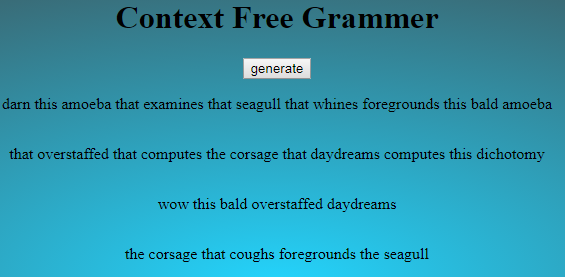 Context Free Grammer
generate
darn this amoeba that examines that seagull that whines foregrounds this bald amoeba
that overstaffed that computes the corsage that daydreams computes this dichotomy
wow this bald overstaffed daydreams
the corsage that coughs foregrounds the seagull